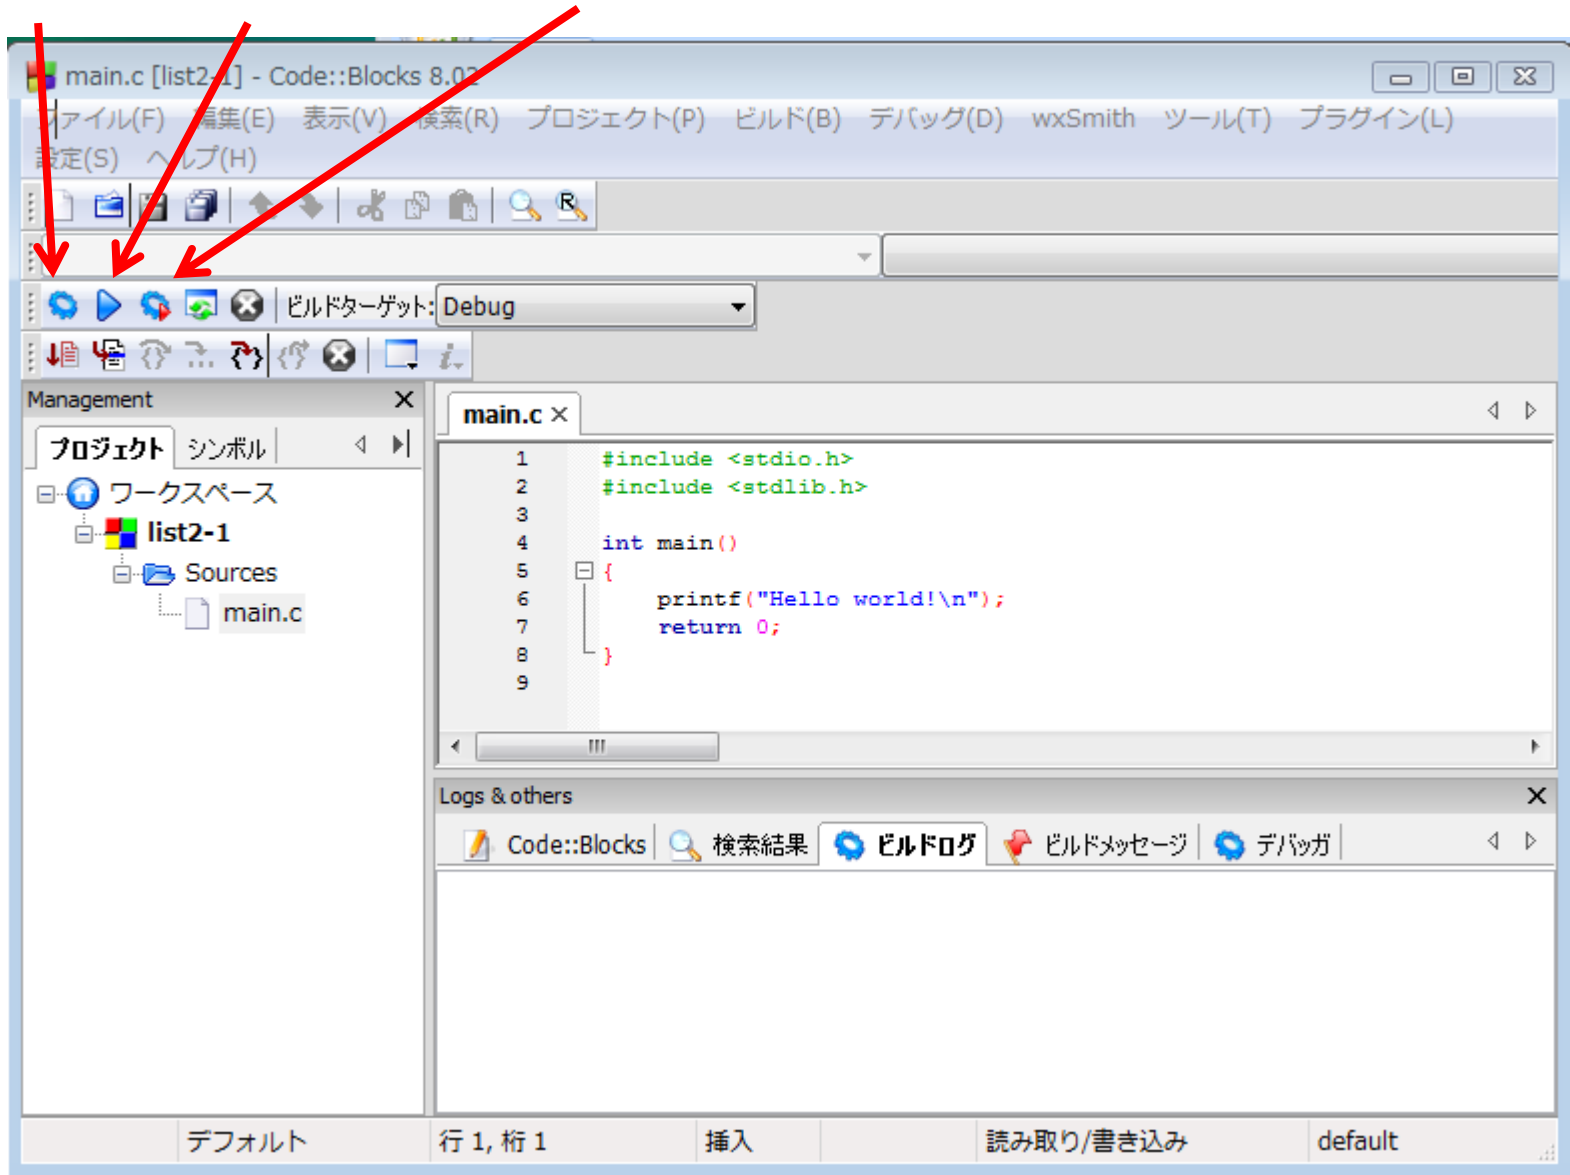 main.c [list2-1] - Code::Blocks 8.02
ファイル(F) 編集(E) 表示(V) 検索(R) プロジェクト(P) ビルド(B) デバッグ(D) wxSmith ツール(T) プラグイン(L)
設定(S) ヘルプ(H)
ビルドターゲット: Debug
Management
プロジェクト シンボル
ワークスペース
list2-1
Sources
main.c
main.c
1 #include <stdio.h>
2 #include <stdlib.h>
3
4 int main()
5 {
6 printf("Hello world!\n");
7 return 0;
8 }
9
Logs & others
Code::Blocks 検索結果 ビルドログ ビルドメッセージ デバッガ
デフォルト 行 1, 桁 1 挿入 読み取り/書き込み default